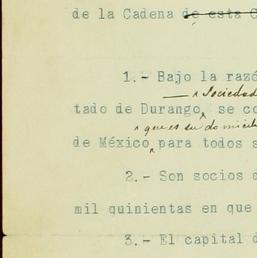 de la Cadena de esta C
1.- Bajo la razó
Sociedad
tado de Durango, se co
que es su domicil
de México para todos s
2.- Son socios d
mil quinientas en que
3.- El capital d